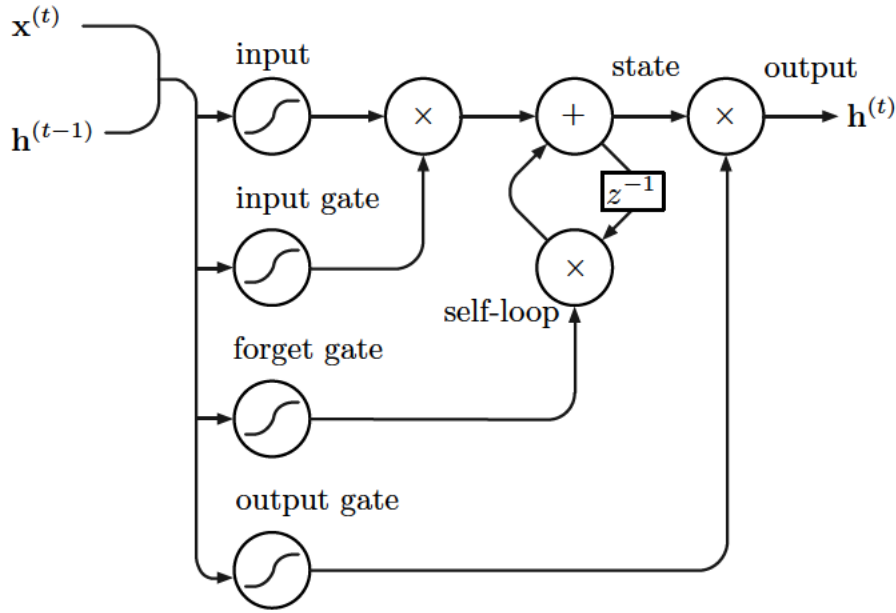 x^(t)
h^(t−1)
input
×
+
state
×
output
h^(t)
input gate
z^−1
×
self-loop
forget gate
output gate